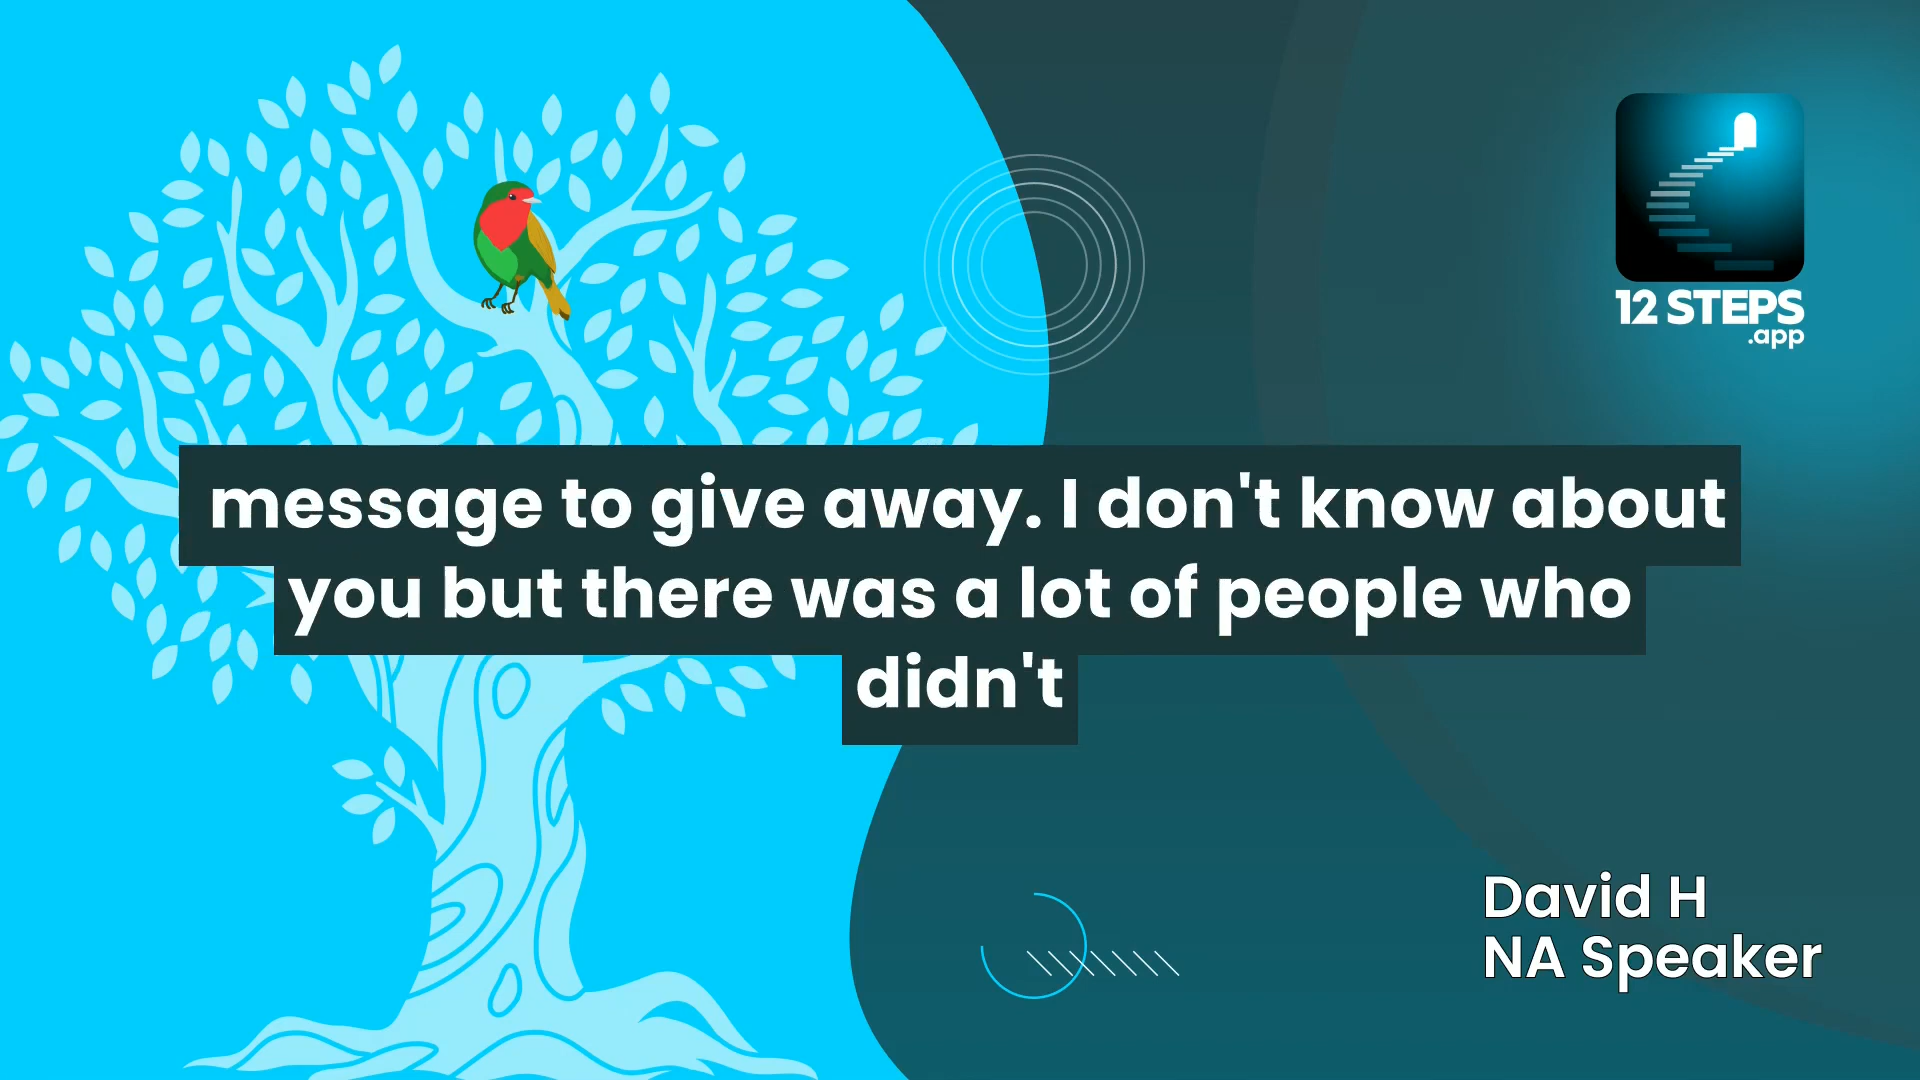 12 STEPS
.app
message to give away. I don't know about
you but there was a lot of people who
didn't
David H
NA Speaker